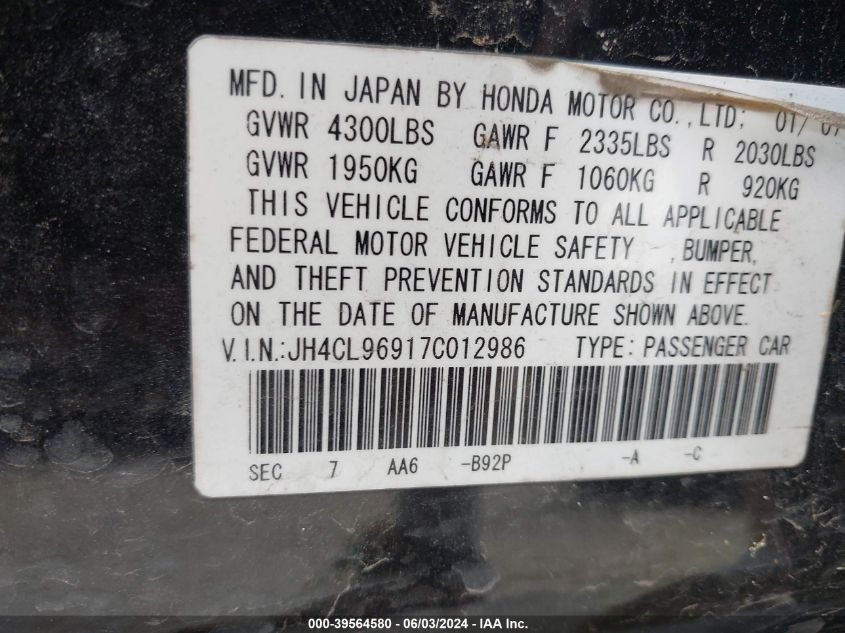 MFD. IN JAPAN BY HONDA MOTOR CO., LTD; 01/07
GVWR 4300LBS GAWR F 2335LBS R 2030LBS
GVWR 1950KG GAWR F 1060KG R 920KG
THIS VEHICLE CONFORMS TO ALL APPLICABLE
FEDERAL MOTOR VEHICLE SAFETY , BUMPER,
AND THEFT PREVENTION STANDARDS IN EFFECT
ON THE DATE OF MANUFACTURE SHOWN ABOVE.
V.I.N.:JH4CL96917C012986 TYPE: PASSENGER CAR
SEC 7 AA6 -B92P -A -C
000-39564580 - 06/03/2024 - IAA Inc.